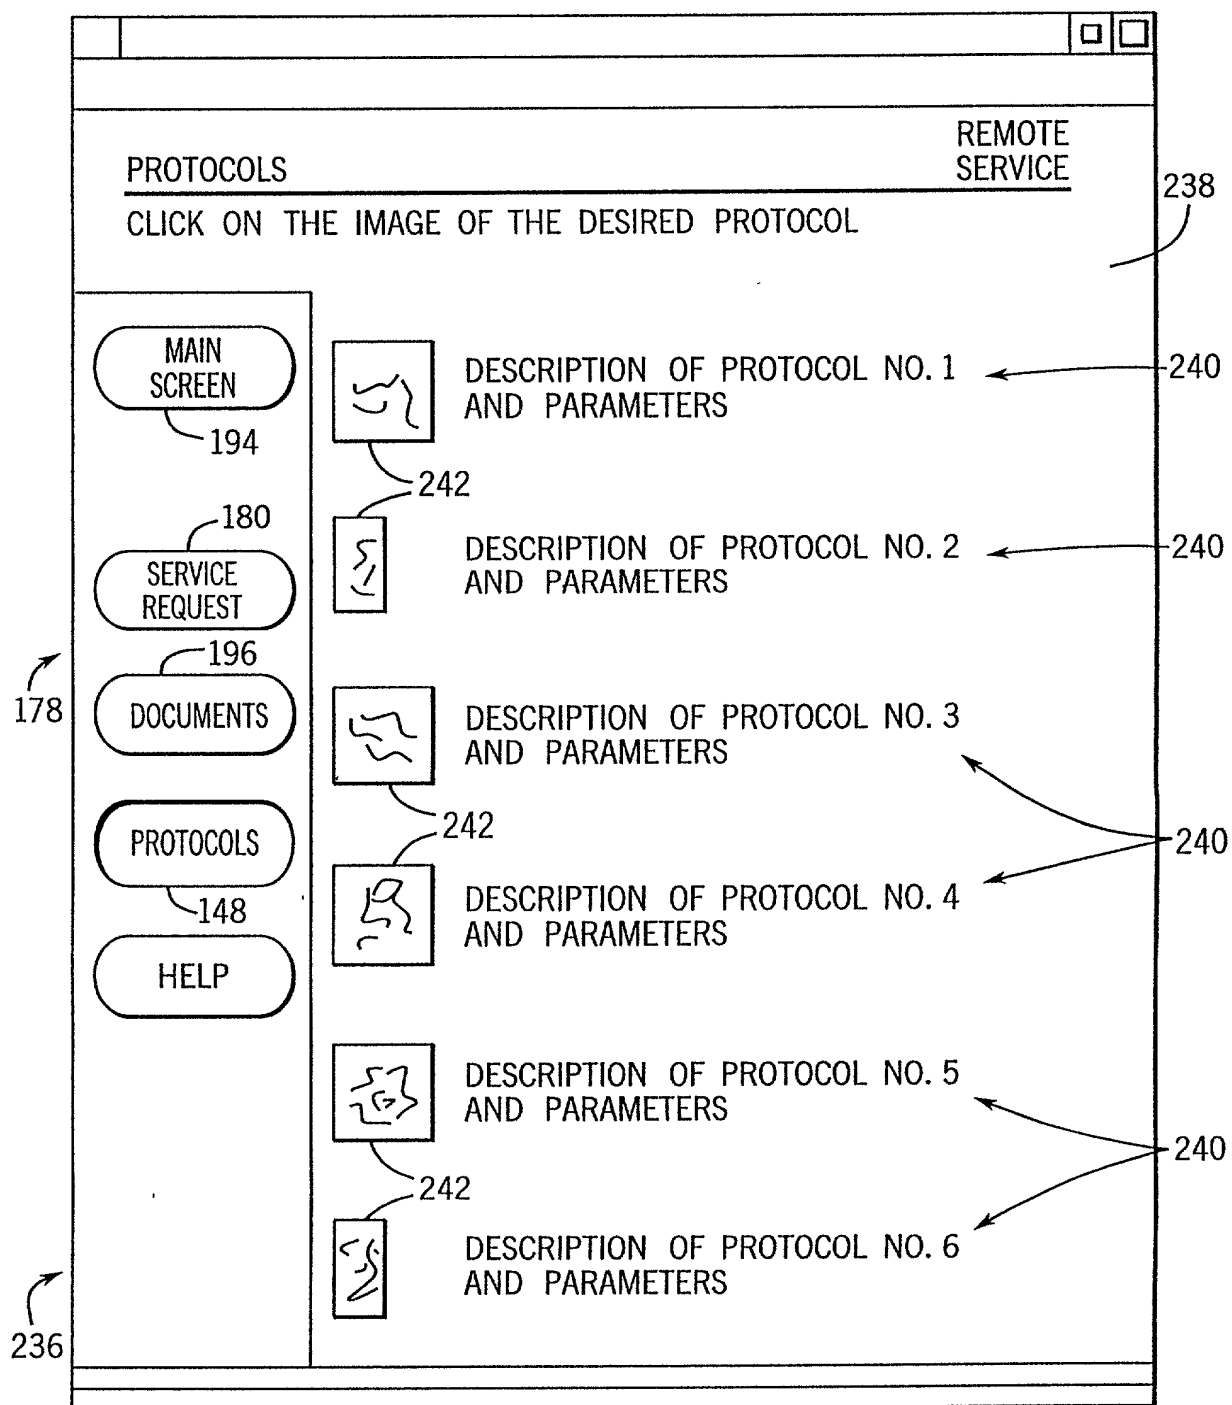 REMOTE
SERVICE
PROTOCOLS
CLICK ON THE IMAGE OF THE DESIRED PROTOCOL
238
MAIN
SCREEN
194
DESCRIPTION OF PROTOCOL NO. 1
AND PARAMETERS
240
242
180
SERVICE
REQUEST
DESCRIPTION OF PROTOCOL NO. 2
AND PARAMETERS
240
196
178
DOCUMENTS
DESCRIPTION OF PROTOCOL NO. 3
AND PARAMETERS
242
240
PROTOCOLS
148
DESCRIPTION OF PROTOCOL NO. 4
AND PARAMETERS
HELP
DESCRIPTION OF PROTOCOL NO. 5
AND PARAMETERS
240
242
DESCRIPTION OF PROTOCOL NO. 6
AND PARAMETERS
236